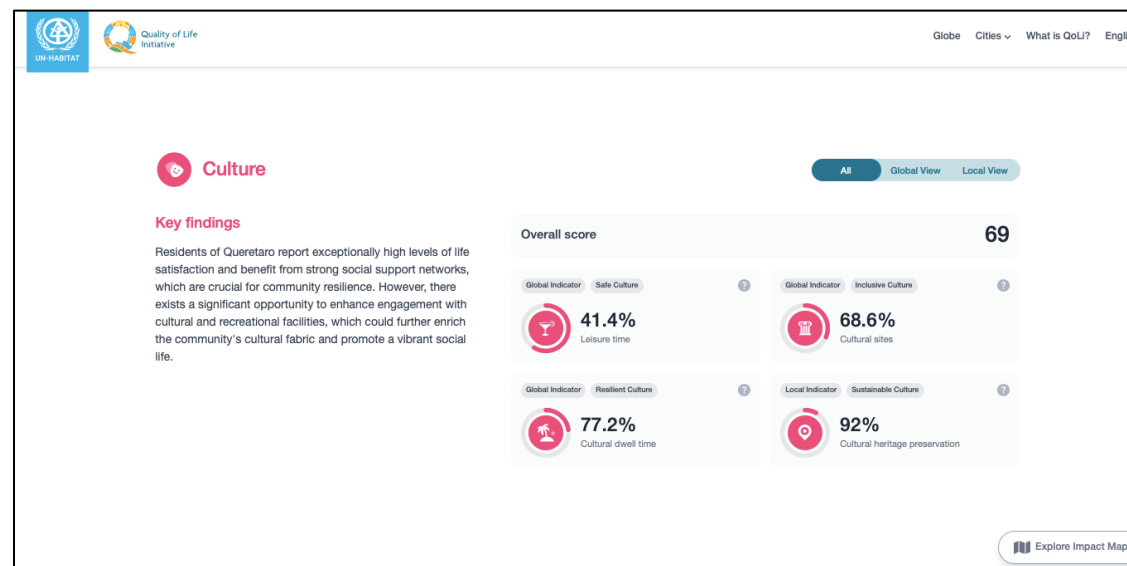 UN-HABITAT
Quality of Life
Initiative
Globe Cities What is QoLi? Engli
Culture
All Global View Local View
Key findings
Residents of Queretaro report exceptionally high levels of life
satisfaction and benefit from strong social support networks,
which are crucial for community resilience. However, there
exists a significant opportunity to enhance engagement with
cultural and recreational facilities, which could further enrich
the community's cultural fabric and promote a vibrant social
life.
Overall score 69
Global Indicator Safe Culture ?
41.4%
Leisure time
Global Indicator Inclusive Culture ?
68.6%
Cultural sites
Global Indicator Resilient Culture ?
77.2%
Cultural dwell time
Local Indicator Sustainable Culture ?
92%
Cultural heritage preservation
Explore Impact Map